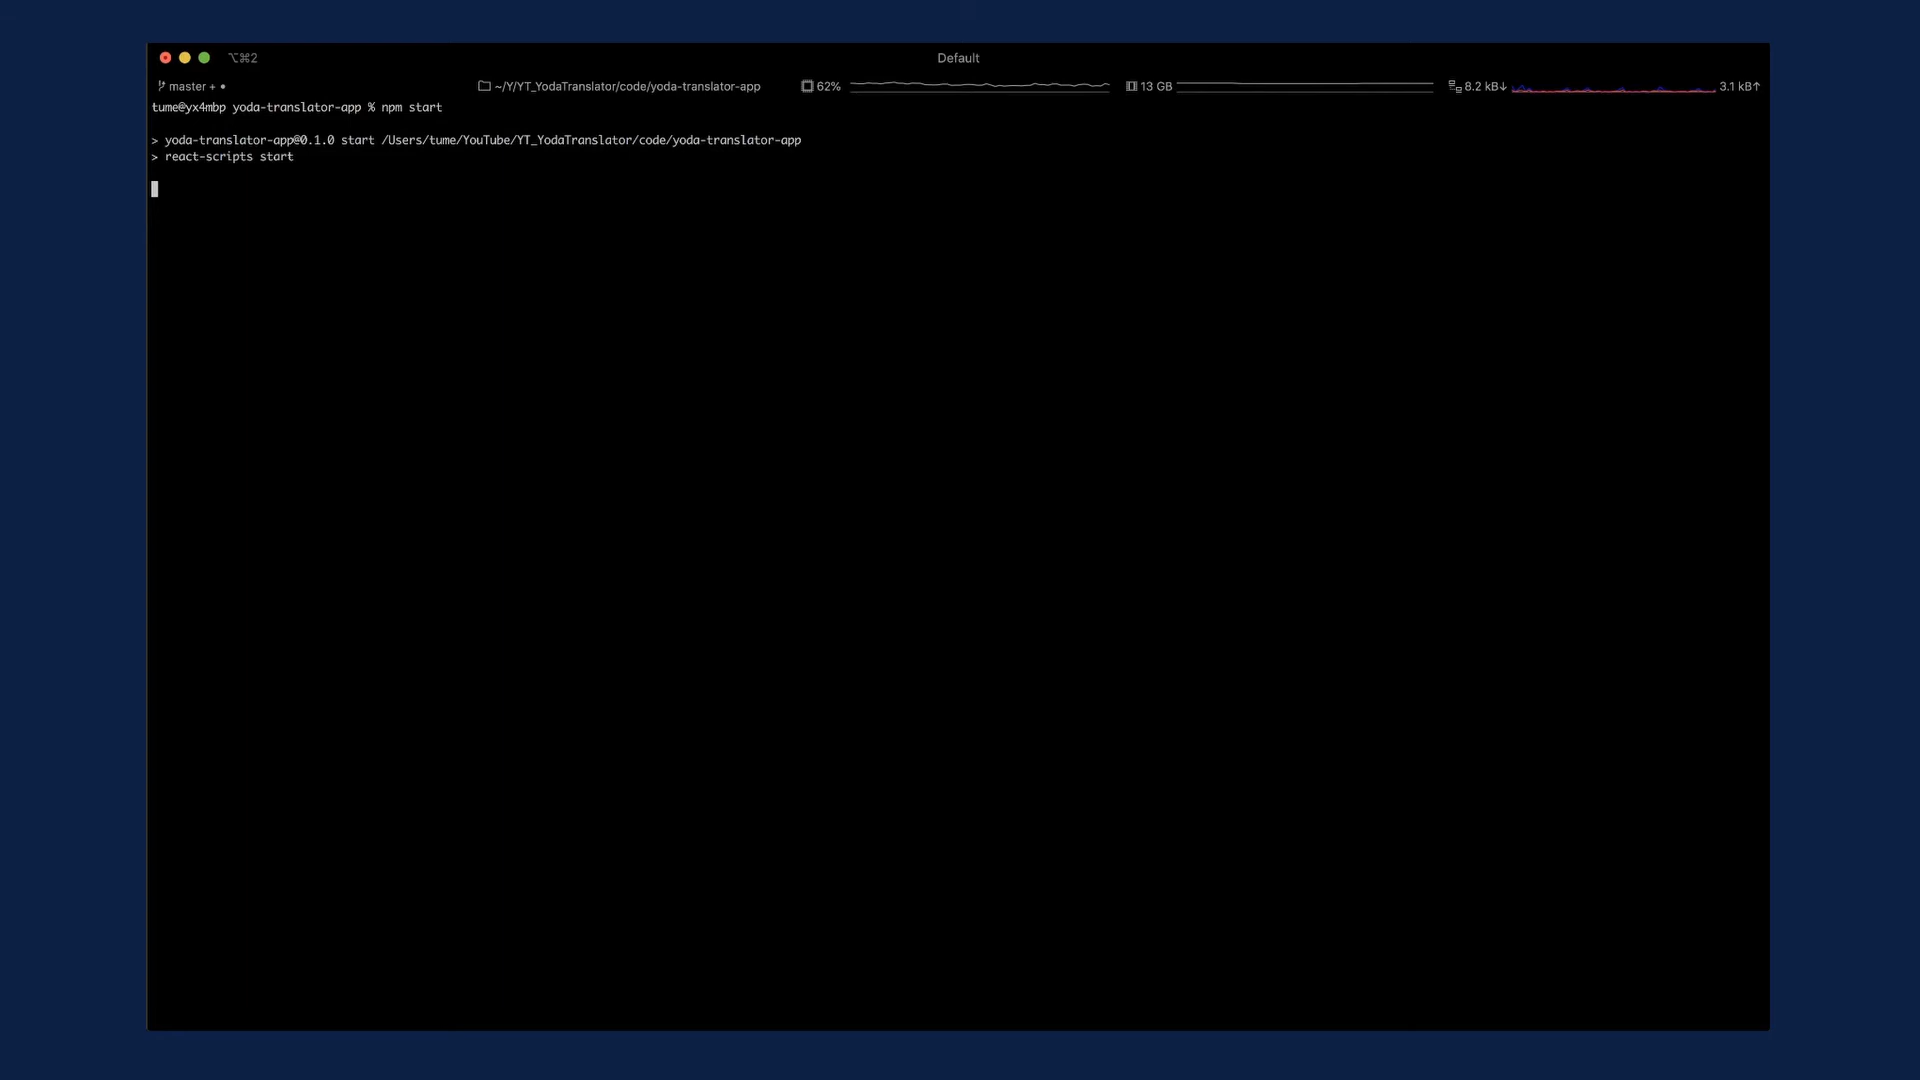 ⌥⌘2
Default
master + •
~/Y/YT_YodaTranslator/code/yoda-translator-app
62%
13 GB
8.2 kB↓
3.1 kB↑
tume@yx4mbp yoda-translator-app % npm start
> yoda-translator-app@0.1.0 start /Users/tume/YouTube/YT_YodaTranslator/code/yoda-translator-app
> react-scripts start